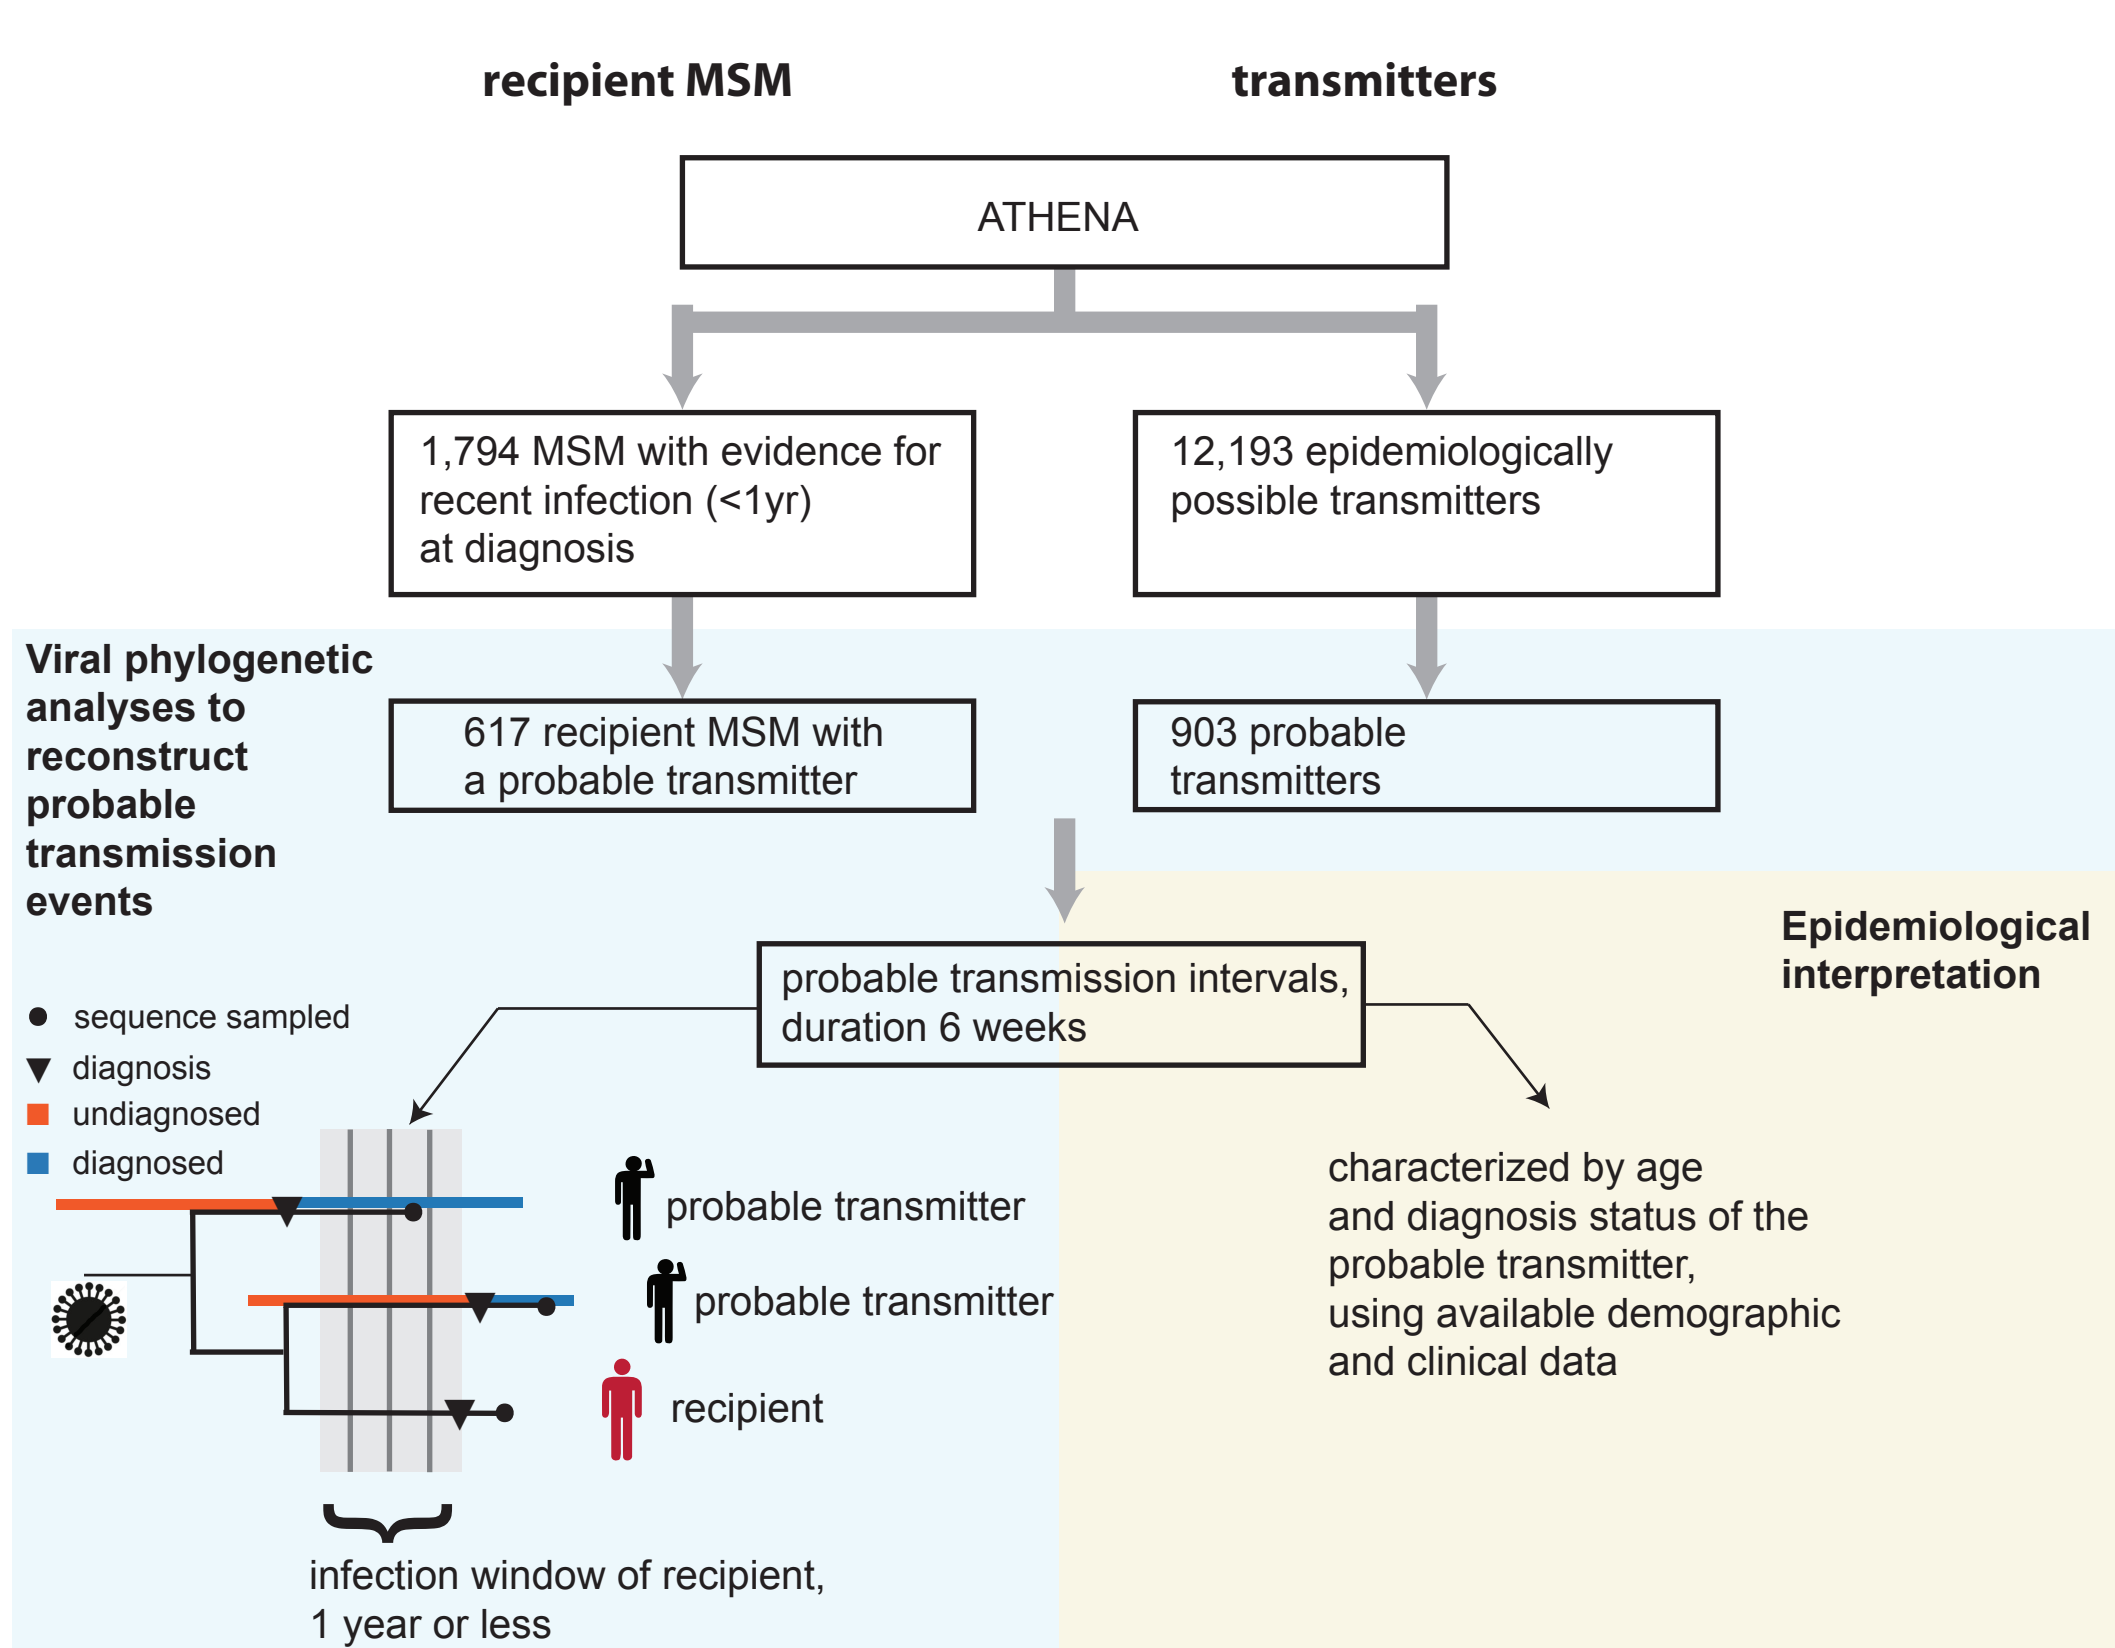 recipient MSM
transmitters
ATHENA
1,794 MSM with evidence for
recent infection (<1yr)
at diagnosis
12,193 epidemiologically
possible transmitters
Viral phylogenetic
analyses to
reconstruct
probable
transmission
events
617 recipient MSM with
a probable transmitter
903 probable
transmitters
Epidemiological
interpretation
probable transmission intervals,
duration 6 weeks
sequence sampled
diagnosis
undiagnosed
diagnosed
probable transmitter
probable transmitter
recipient
characterized by age
and diagnosis status of the
probable transmitter,
using available demographic
and clinical data
infection window of recipient,
1 year or less